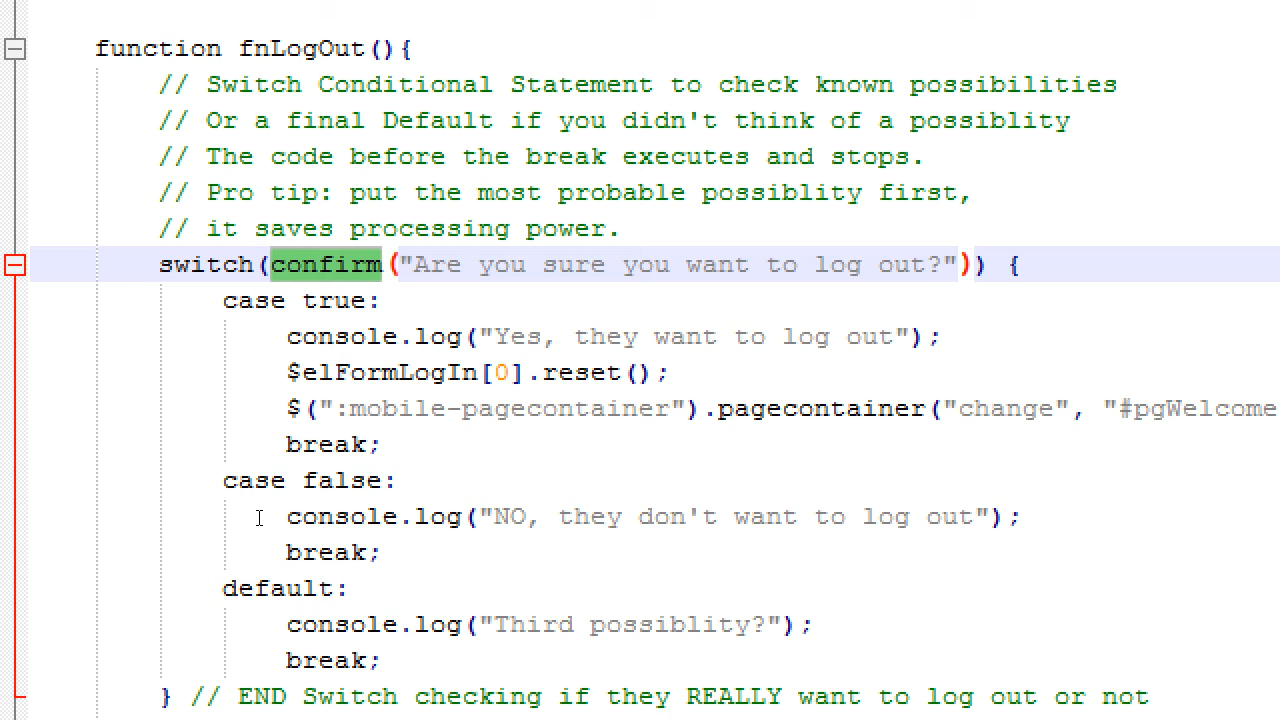 function fnLogOut(){
// Switch Conditional Statement to check known possibilities
// Or a final Default if you didn't think of a possiblity
// The code before the break executes and stops.
// Pro tip: put the most probable possiblity first,
// it saves processing power.
switch(confirm("Are you sure you want to log out?")) {
case true:
console.log("Yes, they want to log out");
$elFormLogIn[0].reset();
$(":mobile-pagecontainer").pagecontainer("change", "#pgWelcome
break;
case false:
console.log("NO, they don't want to log out");
break;
default:
console.log("Third possiblity?");
break;
} // END Switch checking if they REALLY want to log out or not